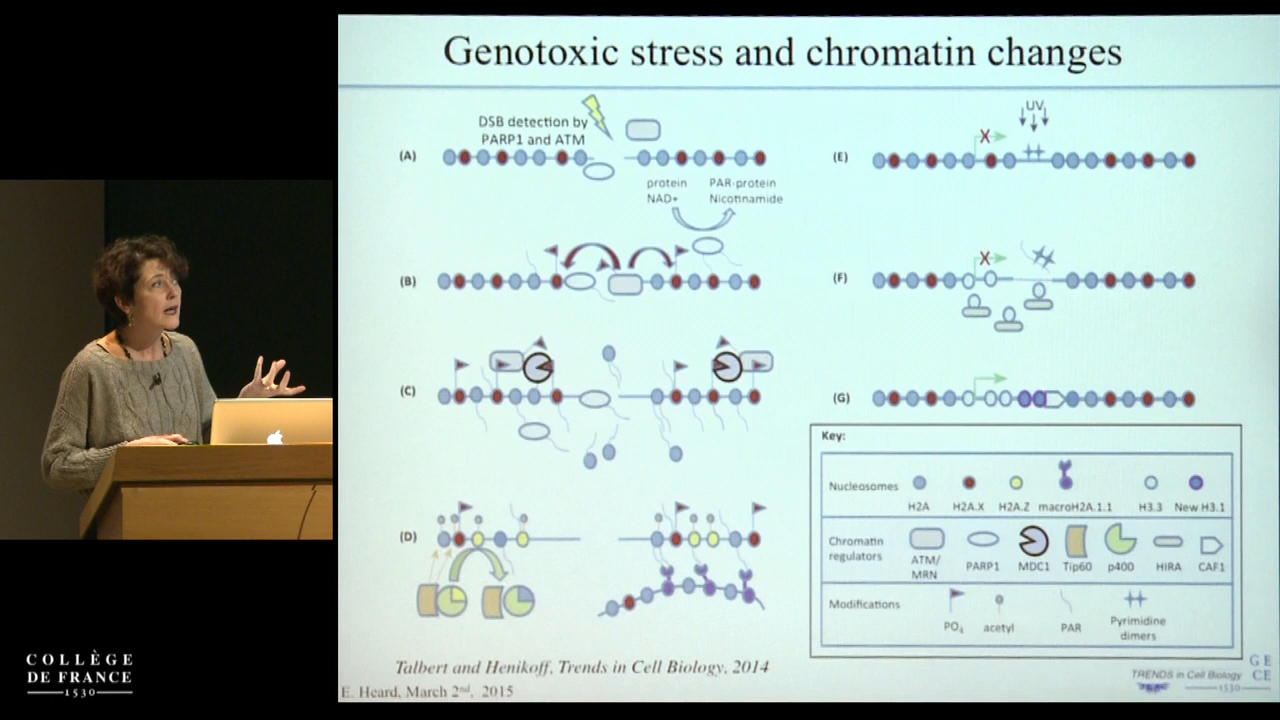 Genotoxic stress and chromatin changes
DSB detection by
PARP1 and ATM
(A)
protein
NAD+
PAR-protein
Nicotinamide
(B)
(C)
(D)
UV
X
(E)
X
(F)
(G)
Key:
Nucleosomes
H2A
H2A.X
H2A.Z
macroH2A.1.1
H3.3
New H3.1
Chromatin
regulators
ATM/
MRN
PARP1
MDC1
Tip60
p400
HIRA
CAF1
Modifications
PO4
acetyl
PAR
Pyrimidine
dimers
Talbert and Henikoff, Trends in Cell Biology, 2014
E. Heard, March 2nd, 2015
TRENDS in Cell Biology
G E
C E
1530
COLLÈGE
DE FRANCE
1530